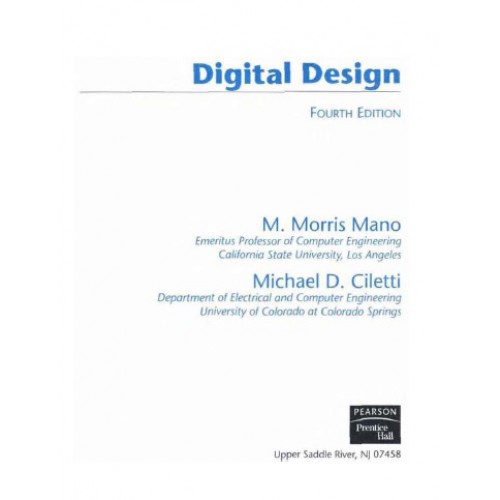 Digital Design
FOURTH EDITION
M. Morris Mano
Emeritus Professor of Computer Engineering
California State University, Los Angeles
Michael D. Ciletti
Department of Electrical and Computer Engineering
University of Colorado at Colorado Springs
PEARSON
Prentice
Hall
Upper Saddle River, NJ 07458